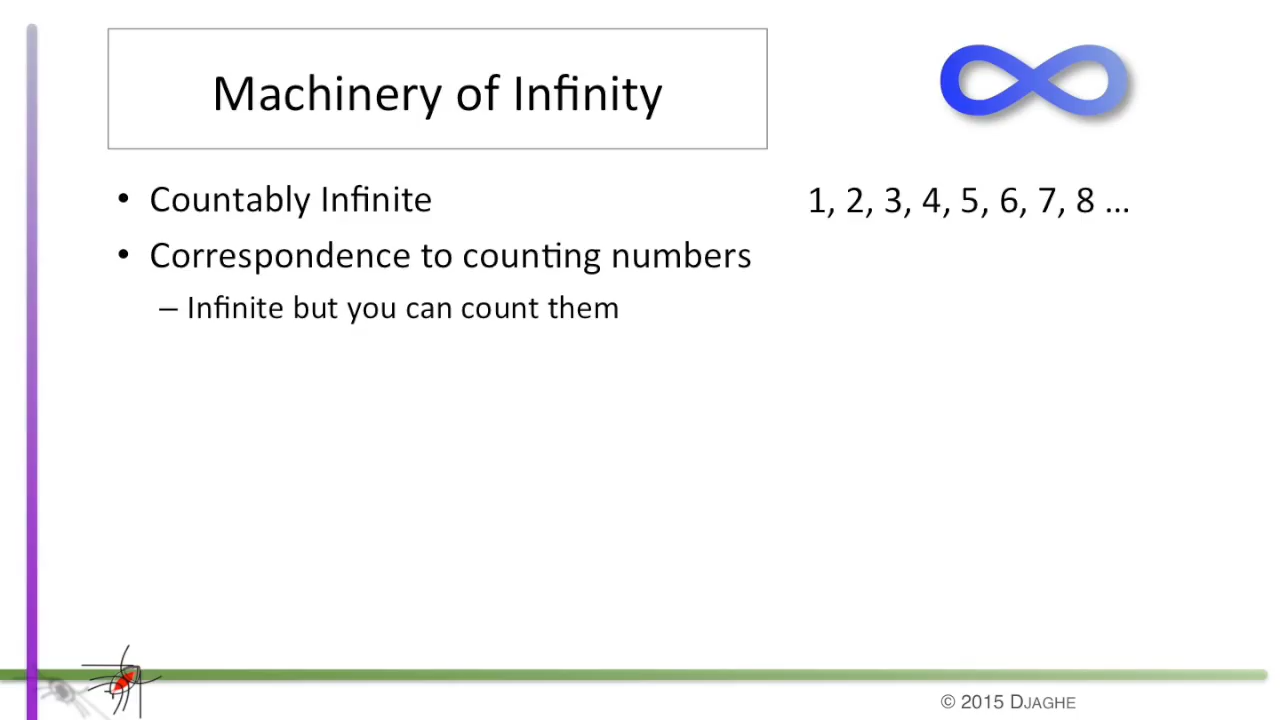 Machinery of Infinity
• Countably Infinite
1, 2, 3, 4, 5, 6, 7, 8 …
• Correspondence to counting numbers
– Infinite but you can count them
© 2015 DJAGHE